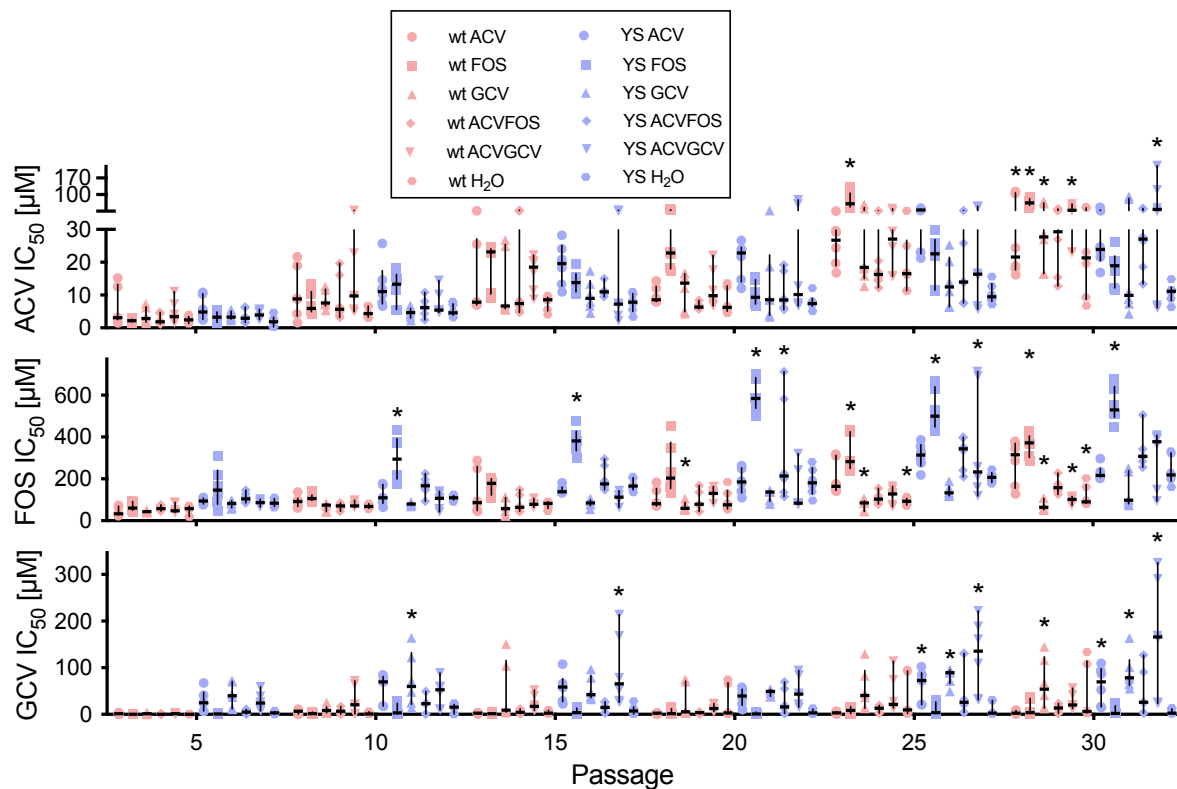 wt ACV YS ACV
wt FOS YS FOS
wt GCV YS GCV
wt ACVFOS YS ACVFOS
wt ACVGCV YS ACVGCV
wt H₂O YS H₂O
ACV IC₅₀ [µM]
170
100
30
20
10
0
* ** ** * * *
FOS IC₅₀ [µM]
600
400
200
0
* * * * * * * * * * * * * * * *
GCV IC₅₀ [µM]
300
200
100
0
* * * * * * * * *
5 10 15 20 25 30
Passage